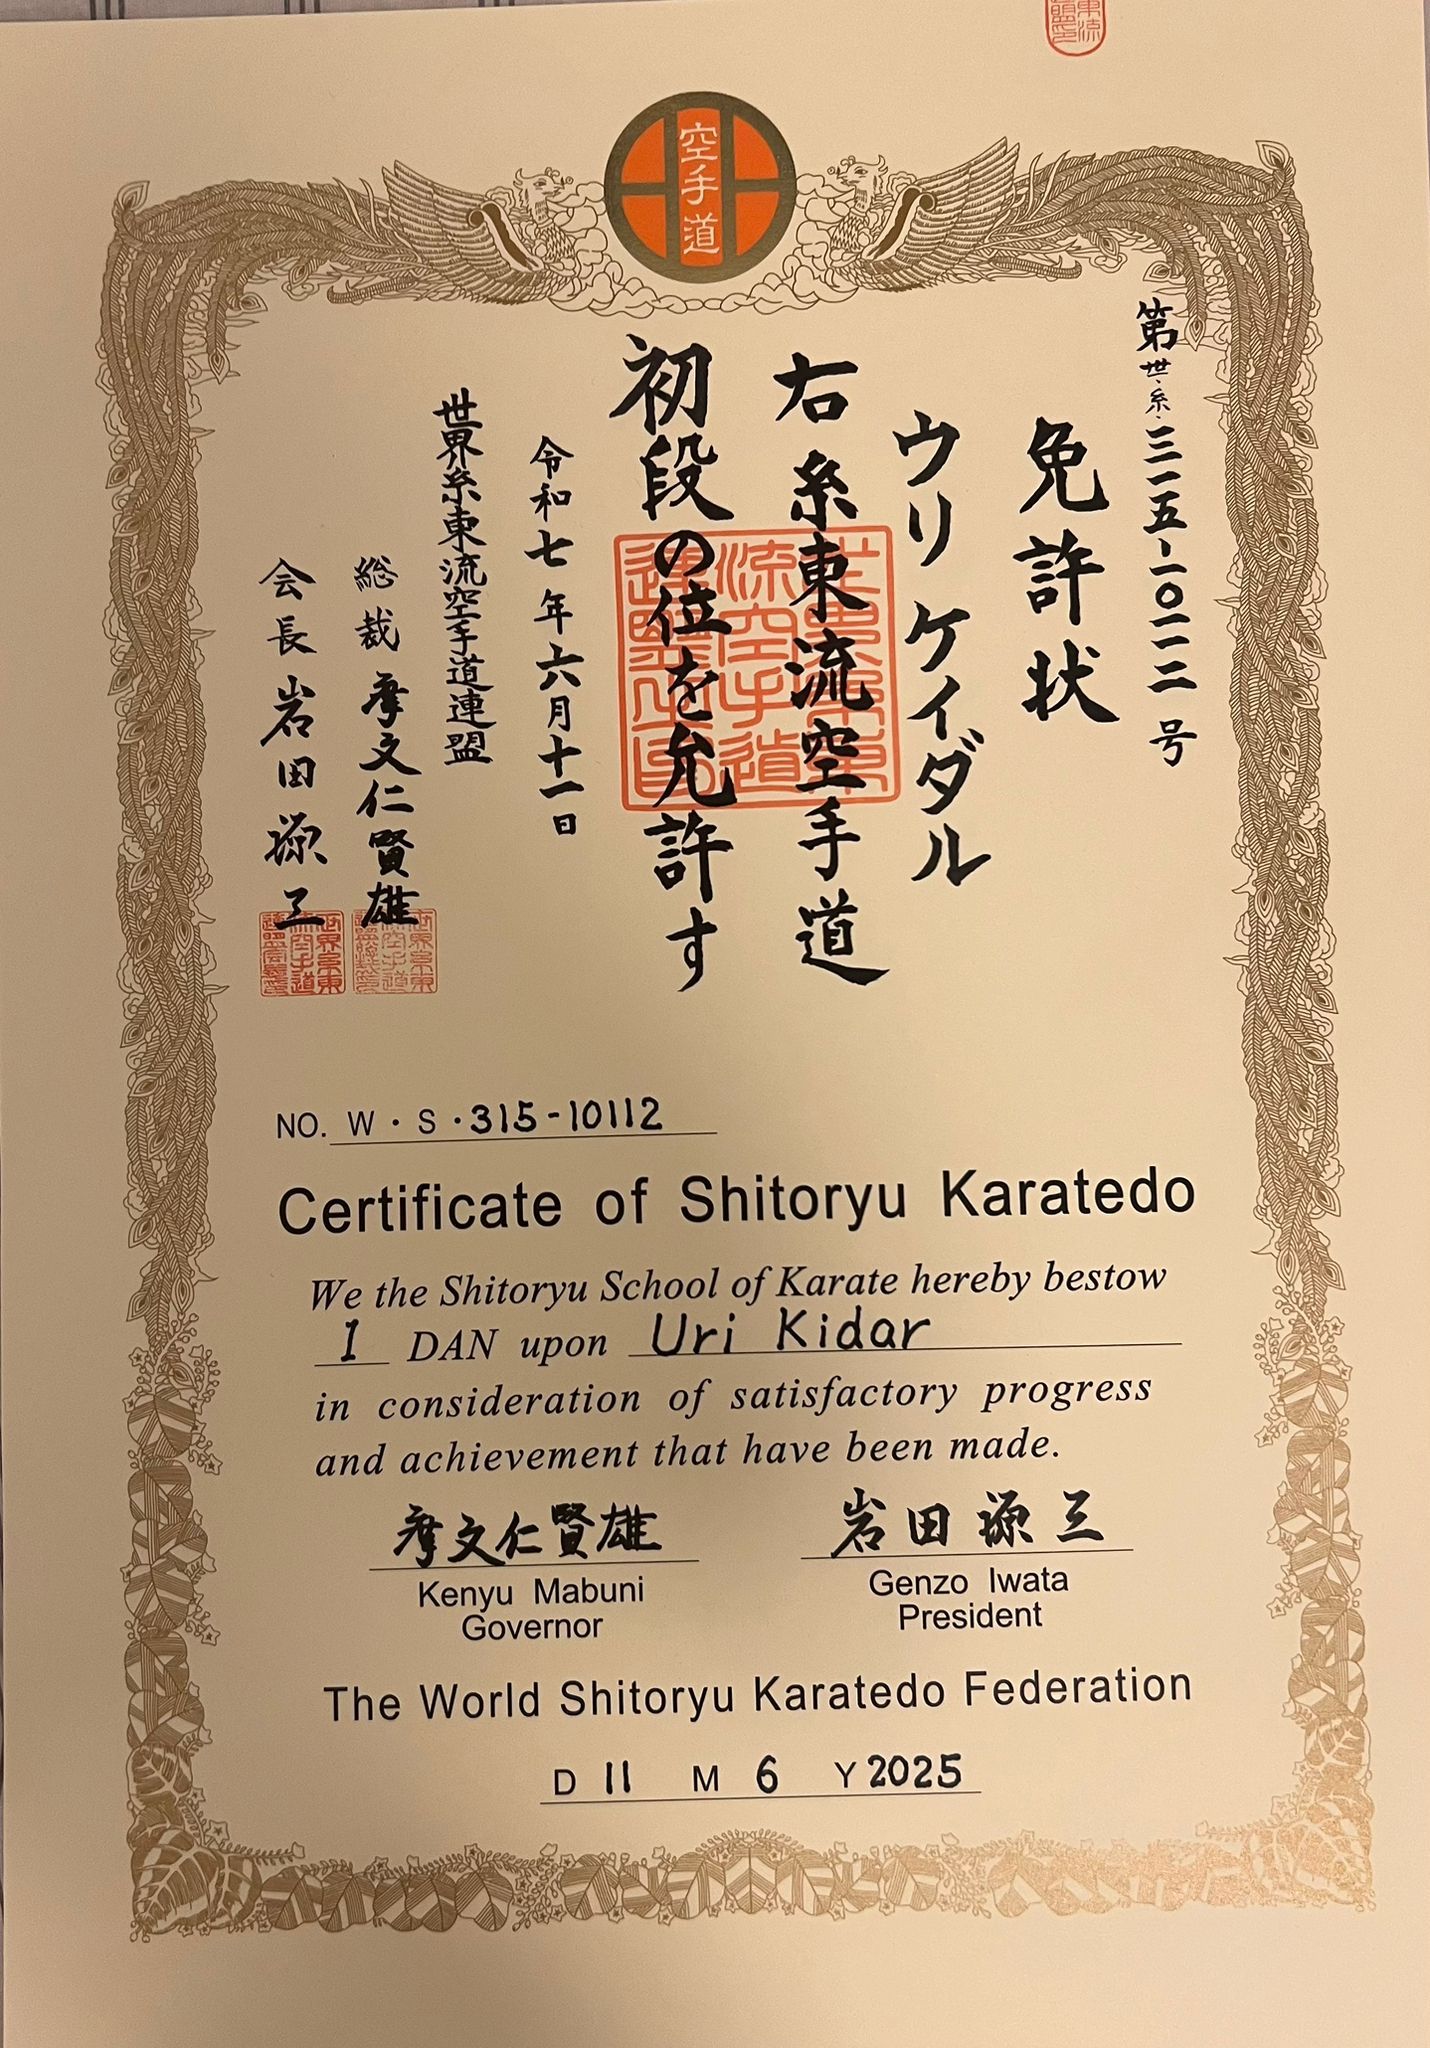 空手道
第世・糸・三一五-一〇一一二号
免許状
ウリ ケイダル
右 糸東流空手道
初段の位を允許す
令和七年六月十一日
世界糸東流空手道連盟
総裁 摩文仁賢雄
会長 岩田源三
NO. W・S・315-10112
Certificate of Shitoryu Karatedo
We the Shitoryu School of Karate hereby bestow
1 DAN upon Uri Kidar
in consideration of satisfactory progress
and achievement that have been made.
摩文仁賢雄 岩田源三
Kenyu Mabuni Genzo Iwata
Governor President
The World Shitoryu Karatedo Federation
D 11 M 6 Y 2025